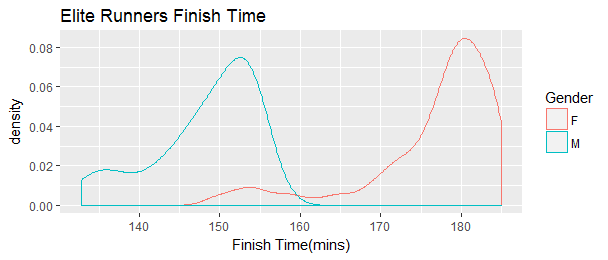 Elite Runners Finish Time
density
0.08
0.06
0.04
0.02
0.00
140 150 160 170 180
Finish Time(mins)
Gender
F
M